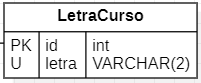 LetraCurso
PK id int
U letra VARCHAR(2)